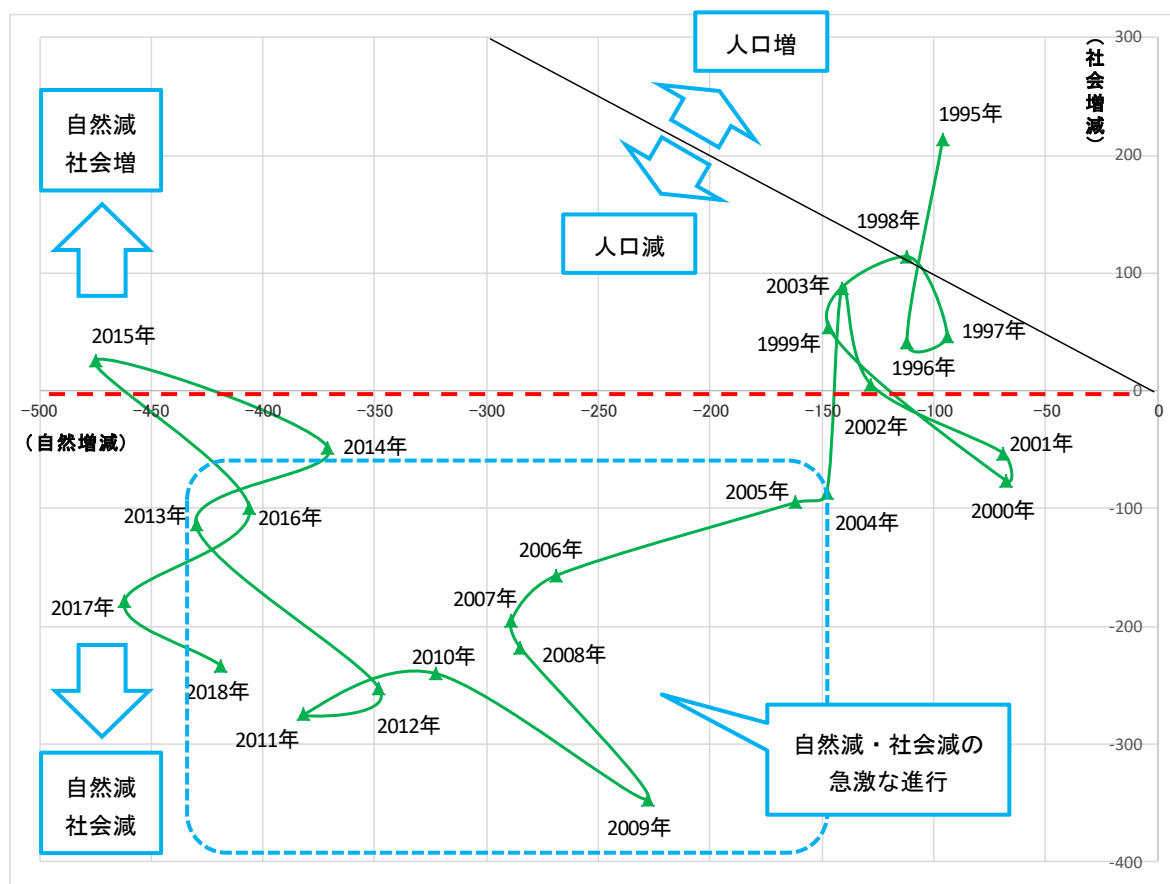 人口増
(社会増減)
300
自然減
社会増
1995年
200
1998年
人口減
100
2003年
1999年
1997年
1996年
2015年
0
-500
-450
-400
-350
-300
-250
-200
-150
-100
-50
0
(自然増減)
2002年
2001年
2014年
2005年
2000年
-100
2013年
2016年
2004年
2006年
2017年
2007年
-200
2008年
2010年
2018年
2011年
2012年
-300
自然減・社会減の
急激な進行
自然減
社会減
2009年
-400